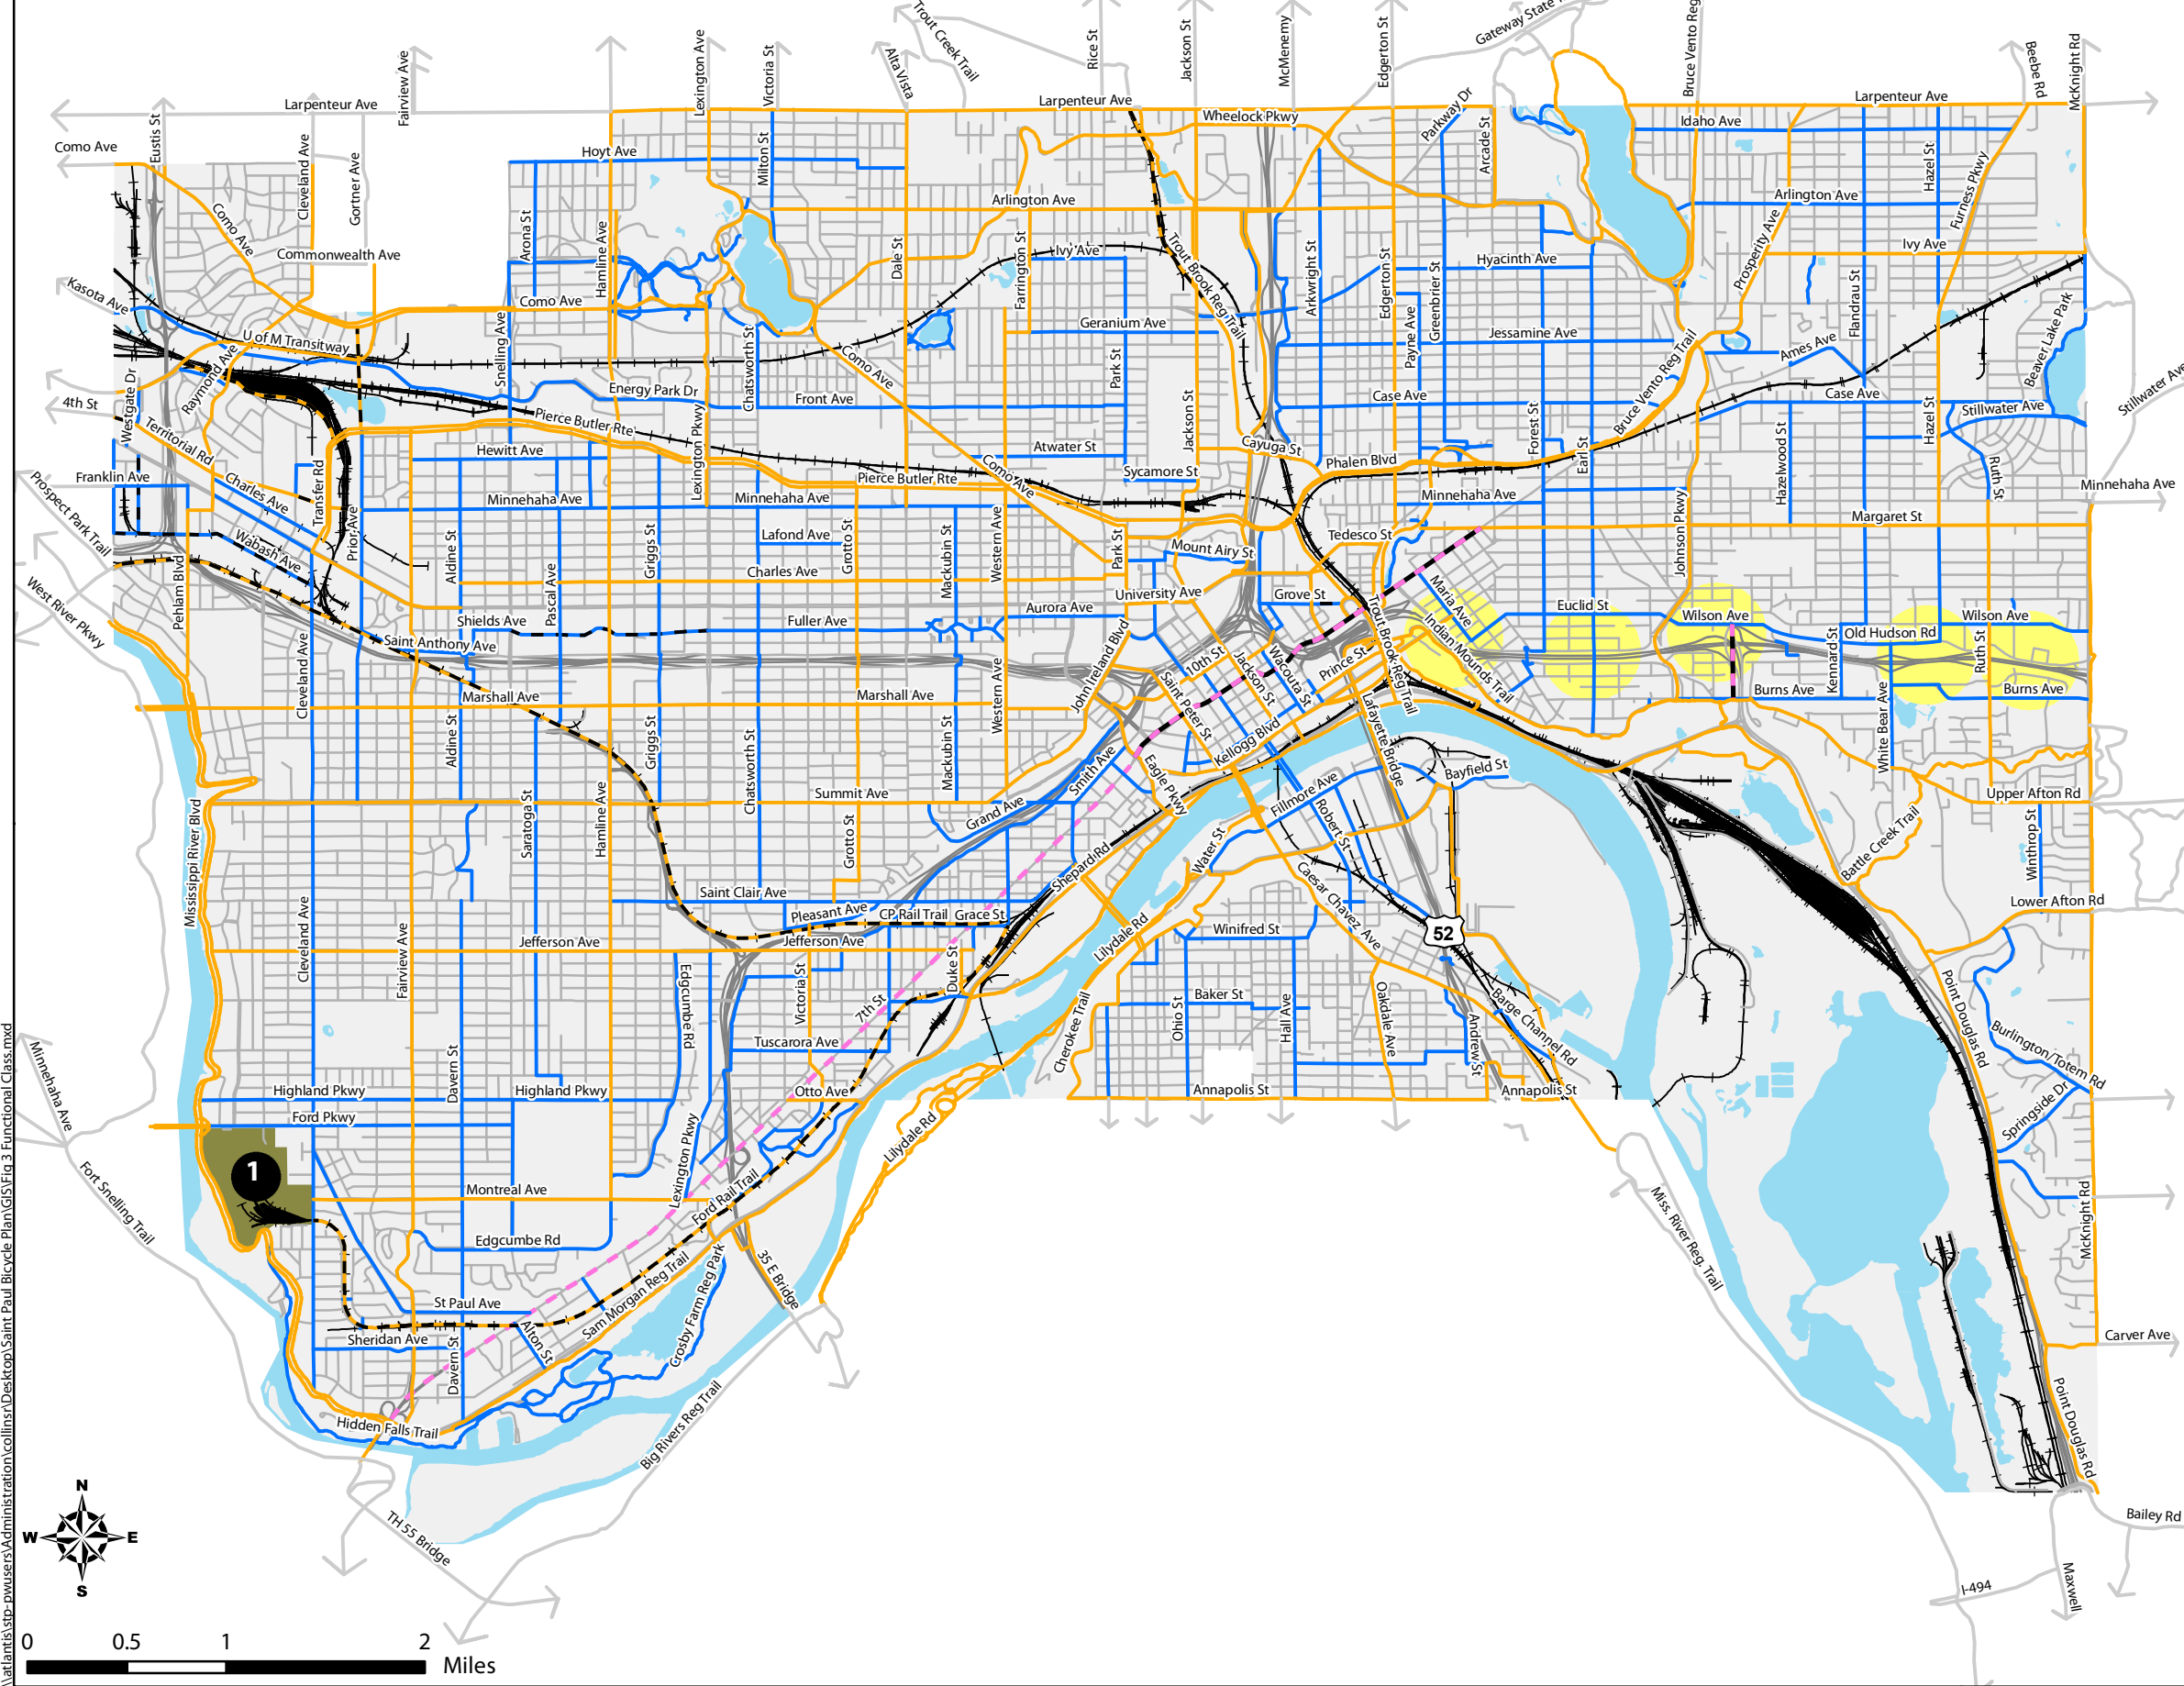 Trout Creek Trail
Gateway State
Bruce Vento Reg
Fairview Ave
Lexington Ave
Victoria St
Alta Vista
Rice St
Jackson St
McMenemy
Edgerton St
Beebe Rd
McKnight Rd
Larpenteur Ave
Larpenteur Ave
Larpenteur Ave
Wheelock Pkwy
Parkway Dr
Arcade St
Idaho Ave
Como Ave
Eustis St
Cleveland Ave
Gortner Ave
Hoyt Ave
Milton St
Hazel St
Furness Pkwy
Como Ave
Arona St
Hamline Ave
Arlington Ave
Arlington Ave
Prosperity Ave
Commonwealth Ave
Dale St
Farrington St
Ivy Ave
Trout Brook Reg Trail
Arkwright St
Edgerton St
Greenbrier St
Hyacinth Ave
Ivy Ave
Flandrau St
Kasota Ave
Como Ave
U of M Transitway
Snelling Ave
Chatsworth St
Geranium Ave
Payne Ave
Jessamine Ave
Bruce Vento Reg Trail
Ames Ave
Beaver Lake Park
Stillwater Ave
4th St
Westgate Dr
Raymond Ave
Energy Park Dr
Como Ave
Front Ave
Park St
Jackson St
Case Ave
Forest St
Case Ave
Hazel St
Stillwater Ave
Territorial Rd
Pierce Butler Rte
Lexington Pkwy
Hewitt Ave
Atwater St
Cayuga St
Phalen Blvd
Earl St
Hazelwood St
Ruth St
Franklin Ave
Prospect Park Trail
Charles Ave
Transfer Rd
Prior Ave
Minnehaha Ave
Minnehaha Ave
Pierce Butler Rte
Como Ave
Sycamore St
Minnehaha Ave
Minnehaha Ave
Johnson Pkwy
Margaret St
Wabash Ave
Aldine St
Griggs St
Lafond Ave
Grotto St
Mackubin St
Western Ave
Park St
Mount Airy St
Tedesco St
Pehlam Blvd
Pascal Ave
Charles Ave
University Ave
Grove St
Maria Ave
West River Pkwy
Shields Ave
Fuller Ave
Aurora Ave
Euclid St
Wilson Ave
Wilson Ave
Old Hudson Rd
Saint Anthony Ave
Cleveland Ave
John Ireland Blvd
10th St
Jackson St
Wacouta St
Prince St
Trout Brook Reg Trail
Indian Mounds Trail
Kennard St
Ruth St
Marshall Ave
Marshall Ave
Western Ave
Saint Peter St
Kellogg Blvd
Lafayette Bridge
Burns Ave
Burns Ave
White Bear Ave
Aldine St
Griggs St
Chatsworth St
Mackubin St
Smith Ave
Eagle Pkwy
Fillmore Ave
Bayfield St
Mississippi River Blvd
Saratoga St
Hamline Ave
Summit Ave
Grotto St
Grand Ave
Shepard Rd
Water St
Robert St
Upper Afton Rd
Winthrop St
Battle Creek Trail
Saint Clair Ave
Pleasant Ave
CP Rail Trail
Grace St
Caesar Chavez Ave
52
Lower Afton Rd
Cleveland Ave
Fairview Ave
Jefferson Ave
Jefferson Ave
Lilydale Rd
Winifred St
Edgcumbe Rd
Victoria St
Duke St
7th St
Cherokee Trail
Baker St
Ohio St
Hall Ave
Oakdale Ave
Andrew St
Barge Channel Rd
Point Douglas Rd
Minnehaha Ave
Tuscarora Ave
Davern St
Burlington/Totem Rd
Highland Pkwy
Highland Pkwy
Otto Ave
Annapolis St
Annapolis St
Ford Pkwy
Lexington Pkwy
Lilydale Rd
Springside Dr
1
Fort Snelling Trail
Montreal Ave
Ford Rail Trail
Miss. River Reg. Trail
McKnight Rd
Edgcumbe Rd
35 E Bridge
St Paul Ave
Sam Morgan Reg Trail
Crosby Farm Reg Park
Sheridan Ave
Alton St
Davern St
Carver Ave
Hidden Falls Trail
Big Rivers Reg Trail
Point Douglas Rd
N
W E
S
TH 55 Bridge
Bailey Rd
I-494
Maxwell
0 0.5 1 2
Miles
\\atlantis\stp-pwusers\Administration\collinsr\Desktop\Saint Paul Bicycle Plan\GIS\Fig 3 Functional Class.mxd